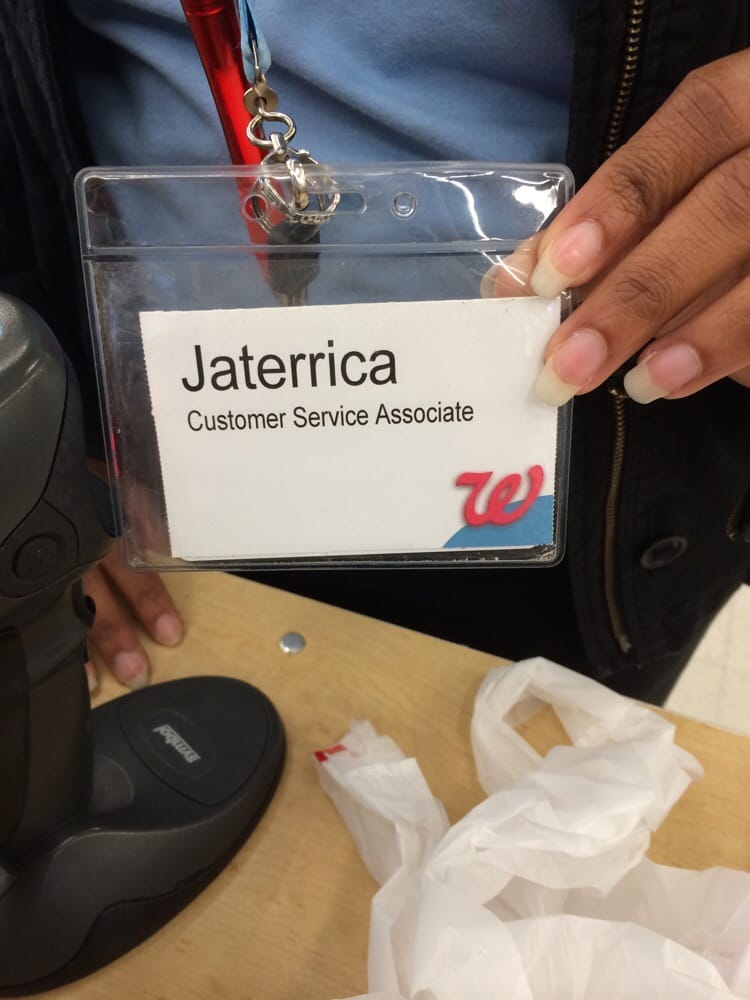 Jaterrica
Customer Service Associate
W
symbol